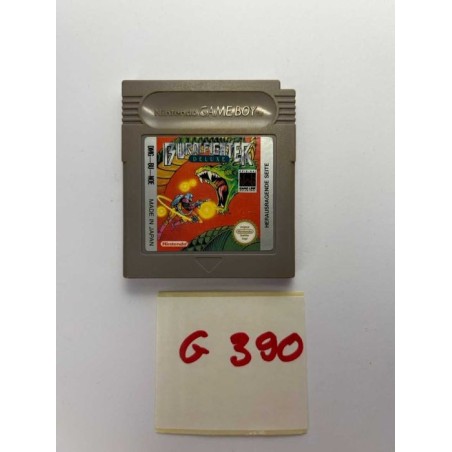 Nintendo GAME BOY
BURAI FIGHTER
DELUXE
DMG-BU-NOE
MADE IN JAPAN
HERAUSRAGENDE SEITE
Nintendo
G 390